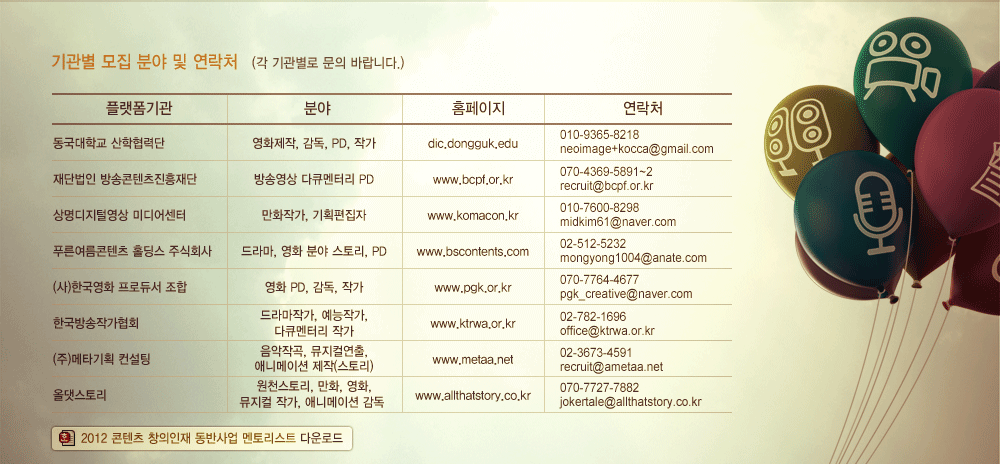 기관별 모집 분야 및 연락처 (각 기관별로 문의 바랍니다.)
플랫폼기관 분야 홈페이지 연락처
동국대학교 산학협력단 영화제작, 감독, PD, 작가 dic.dongguk.edu 010-9365-8218
neoimage+kocca@gmail.com
재단법인 방송콘텐츠진흥재단 방송영상 다큐멘터리 PD www.bcpf.or.kr 070-4369-5891~2
recruit@bcpf.or.kr
상명디지털영상 미디어센터 만화작가, 기획편집자 www.komacon.kr 010-7600-8298
midkim61@naver.com
푸른여름콘텐츠 홀딩스 주식회사 드라마, 영화 분야 스토리, PD www.bscontents.com 02-512-5232
mongyong1004@anate.com
(사)한국영화 프로듀서 조합 영화 PD, 감독, 작가 www.pgk.or.kr 070-7764-4677
pgk_creative@naver.com
한국방송작가협회 드라마작가, 예능작가, www.ktrwa.or.kr 02-782-1696
다큐멘터리 작가 office@ktrwa.or.kr
(주)메타기획 컨설팅 음악작곡, 뮤지컬연출, www.metaa.net 02-3673-4591
애니메이션 제작(스토리) recruit@ametaa.net
올댓스토리 원천스토리, 만화, 영화, www.allthatstory.co.kr 070-7727-7882
뮤지컬 작가, 애니메이션 감독 jokertale@allthatstory.co.kr
2012 콘텐츠 창의인재 동반사업 멘토리스트 다운로드